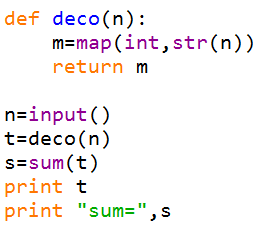 def deco(n):
    m=map(int,str(n))
    return m

n=input()
t=deco(n)
s=sum(t)
print t
print "sum=",s